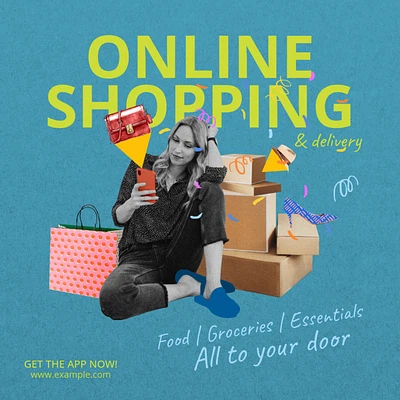 ONLINE
SHOPPING
& delivery
Food | Groceries | Essentials
All to your door
GET THE APP NOW!
www.example.com